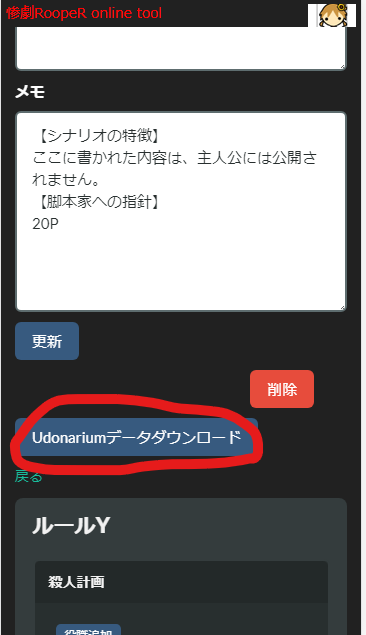 惨劇RoopeR online tool
メモ
【シナリオの特徴】
ここに書かれた内容は、主人公には公開さ
れません。
【脚本家への指針】
20P
更新
削除
Udonariumデータダウンロード
戻る
ルールY
殺人計画
役職追加